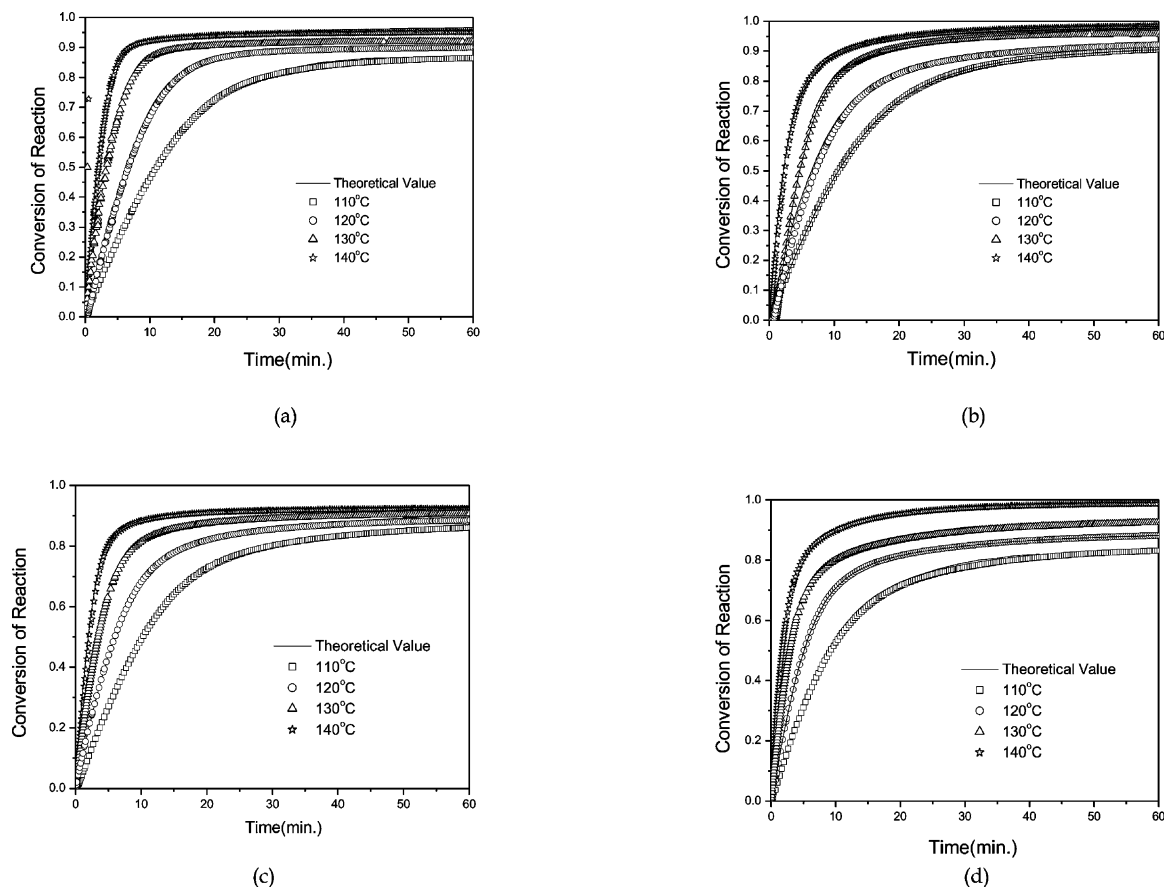 1.0
0.9
0.8
0.7
0.6
0.5
0.4
0.3
0.2
0.1
0.0
Conversion of Reaction
Theoretical Value
110°C
120°C
130°C
140°C
0 10 20 30 40 50 60
Time(min.)
(a)
1.0
0.9
0.8
0.7
0.6
0.5
0.4
0.3
0.2
0.1
0.0
Conversion of Reaction
Theoretical Value
110°C
120°C
130°C
140°C
0 10 20 30 40 50 60
Time(min.)
(b)
1.0
0.8
0.6
0.4
0.2
0.0
Conversion of Reaction
Theoretical Value
110°C
120°C
130°C
140°C
0 10 20 30 40 50 60
Time(min.)
(c)
1.0
0.8
0.6
0.4
0.2
0.0
Conversion of Reaction
Theoretical Value
110°C
120°C
130°C
140°C
0 10 20 30 40 50 60
Time(min.)
(d)